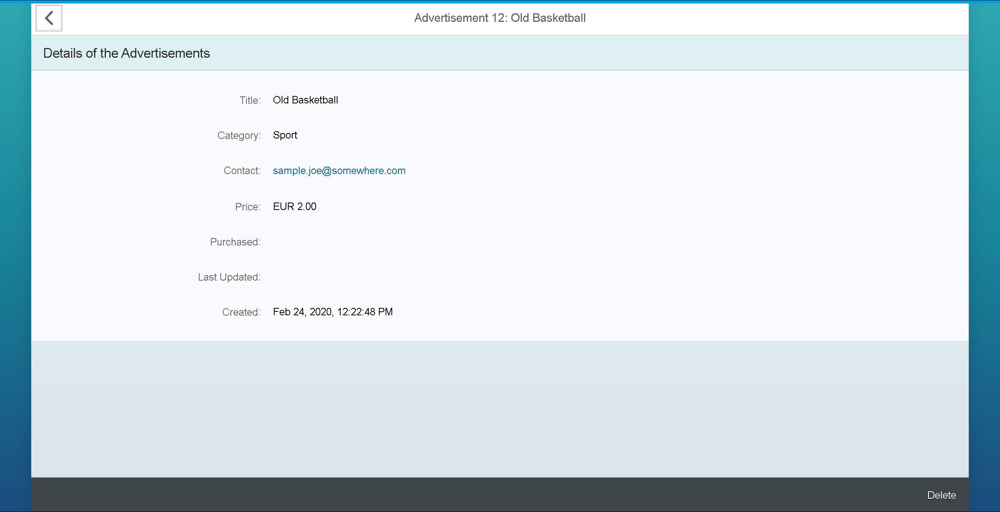 Advertisement 12: Old Basketball
Details of the Advertisements
Title: Old Basketball
Category: Sport
Contact: sample.joe@somewhere.com
Price: EUR 2.00
Purchased:
Last Updated:
Created: Feb 24, 2020, 12:22:48 PM
Delete